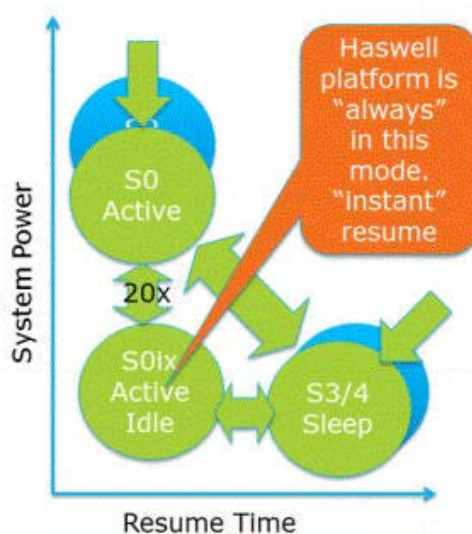 Haswell
platform is
“always”
in this
mode.
“instant”
resume
S0
Active
20x
S0ix
Active
Idle
S3/4
Sleep
System Power
Resume Time